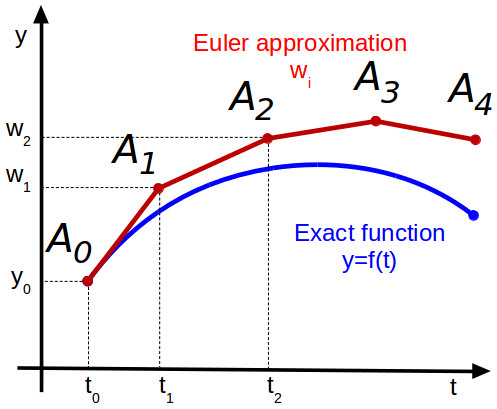 y
Euler approximation
wᵢ
A₃
A₄
A₂
w₂
A₁
w₁
A₀
Exact function
y=f(t)
y₀
t₀
t₁
t₂
t